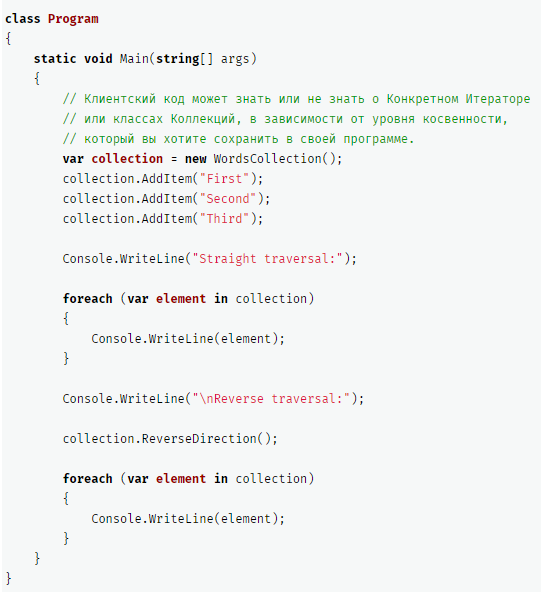 class Program
{
    static void Main(string[] args)
    {
        // Клиентский код может знать или не знать о Конкретном Итераторе
        // или классах Коллекций, в зависимости от уровня косвенности,
        // который вы хотите сохранить в своей программе.
        var collection = new WordsCollection();
        collection.AddItem("First");
        collection.AddItem("Second");
        collection.AddItem("Third");

        Console.WriteLine("Straight traversal:");

        foreach (var element in collection)
        {
            Console.WriteLine(element);
        }

        Console.WriteLine("\nReverse traversal:");

        collection.ReverseDirection();

        foreach (var element in collection)
        {
            Console.WriteLine(element);
        }
    }
}